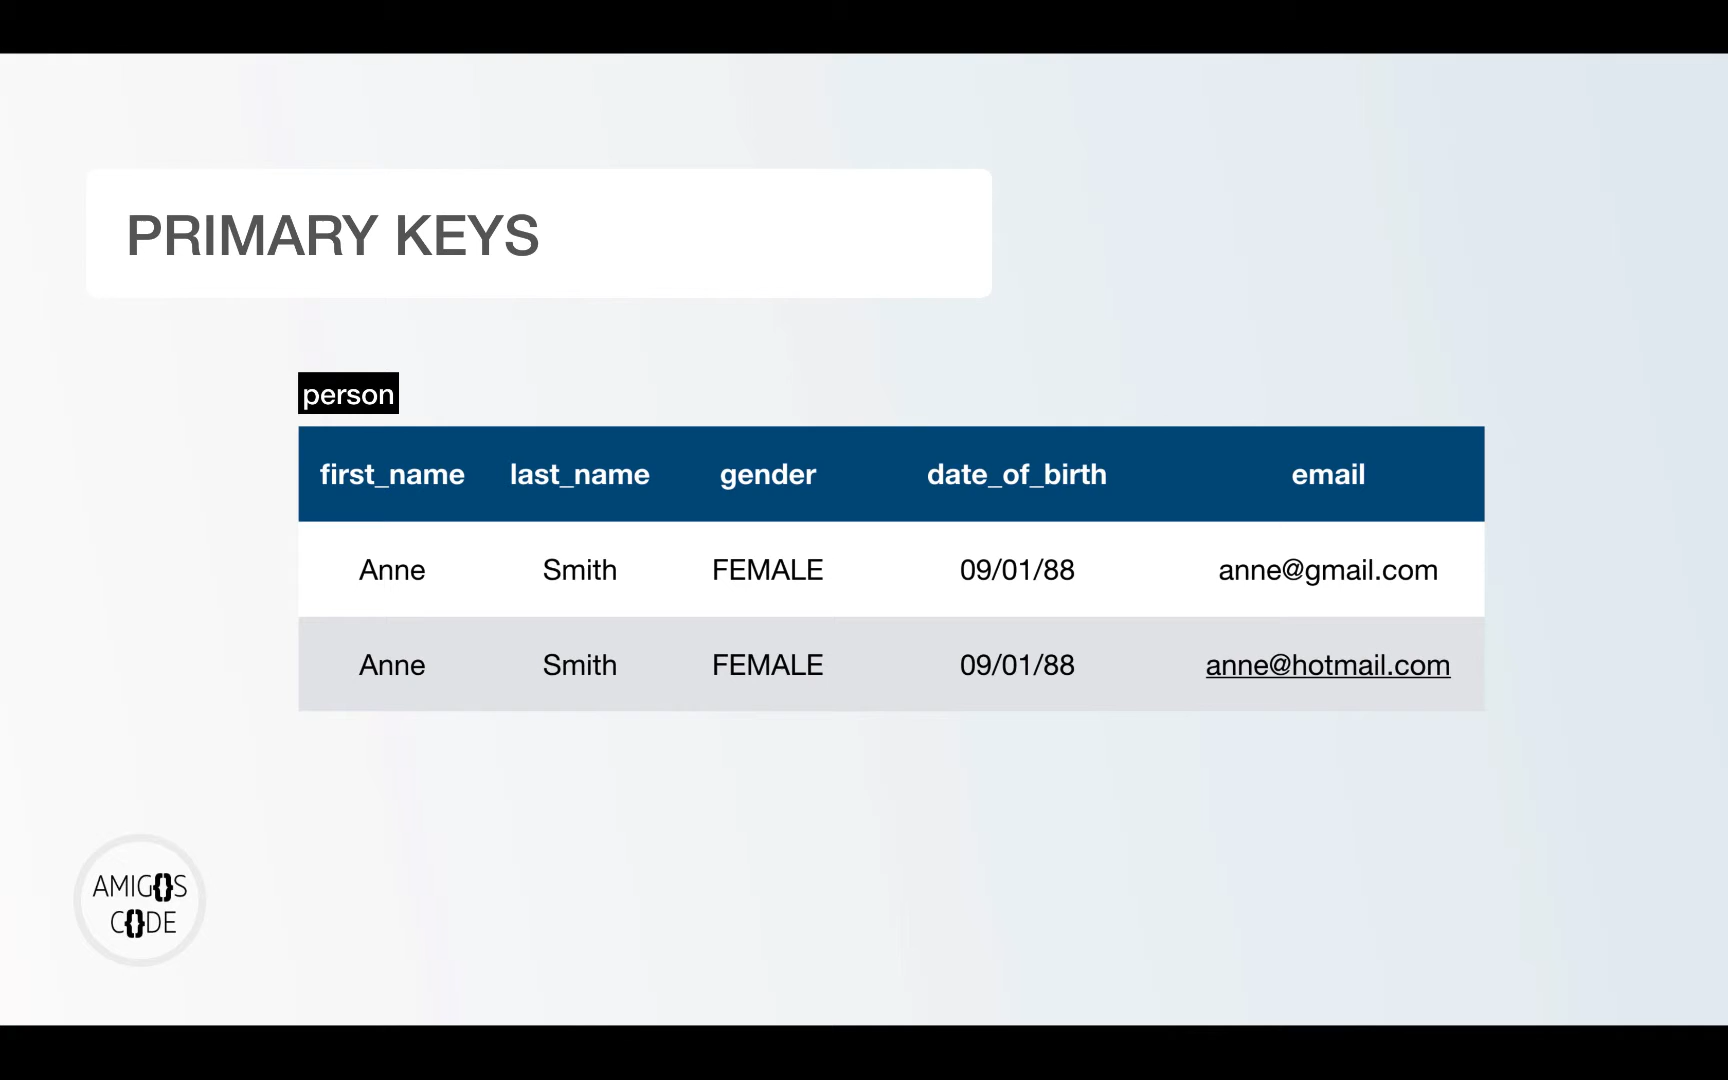 PRIMARY KEYS
person
first_name last_name gender date_of_birth email
Anne Smith FEMALE 09/01/88 anne@gmail.com
Anne Smith FEMALE 09/01/88 anne@hotmail.com
AMIG{}S
C{}DE